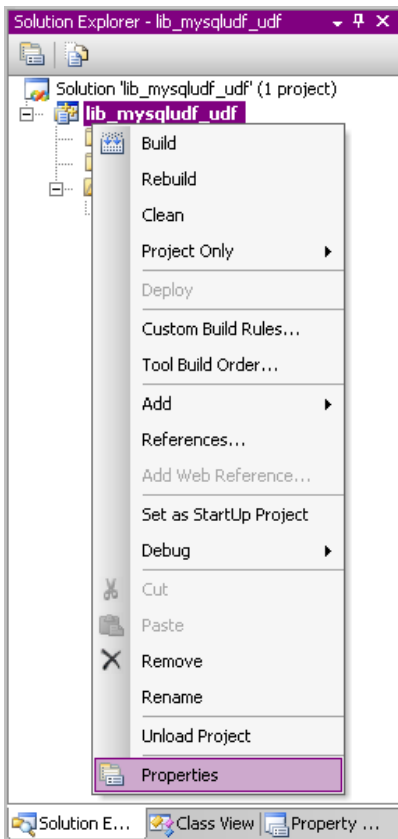 Solution Explorer - lib_mysqludf_udf
Solution 'lib_mysqludf_udf' (1 project)
lib_mysqludf_udf
Build
Rebuild
Clean
Project Only
Deploy
Custom Build Rules...
Tool Build Order...
Add
References...
Add Web Reference...
Set as StartUp Project
Debug
Cut
Paste
Remove
Rename
Unload Project
Properties
Solution E... Class View Property ...